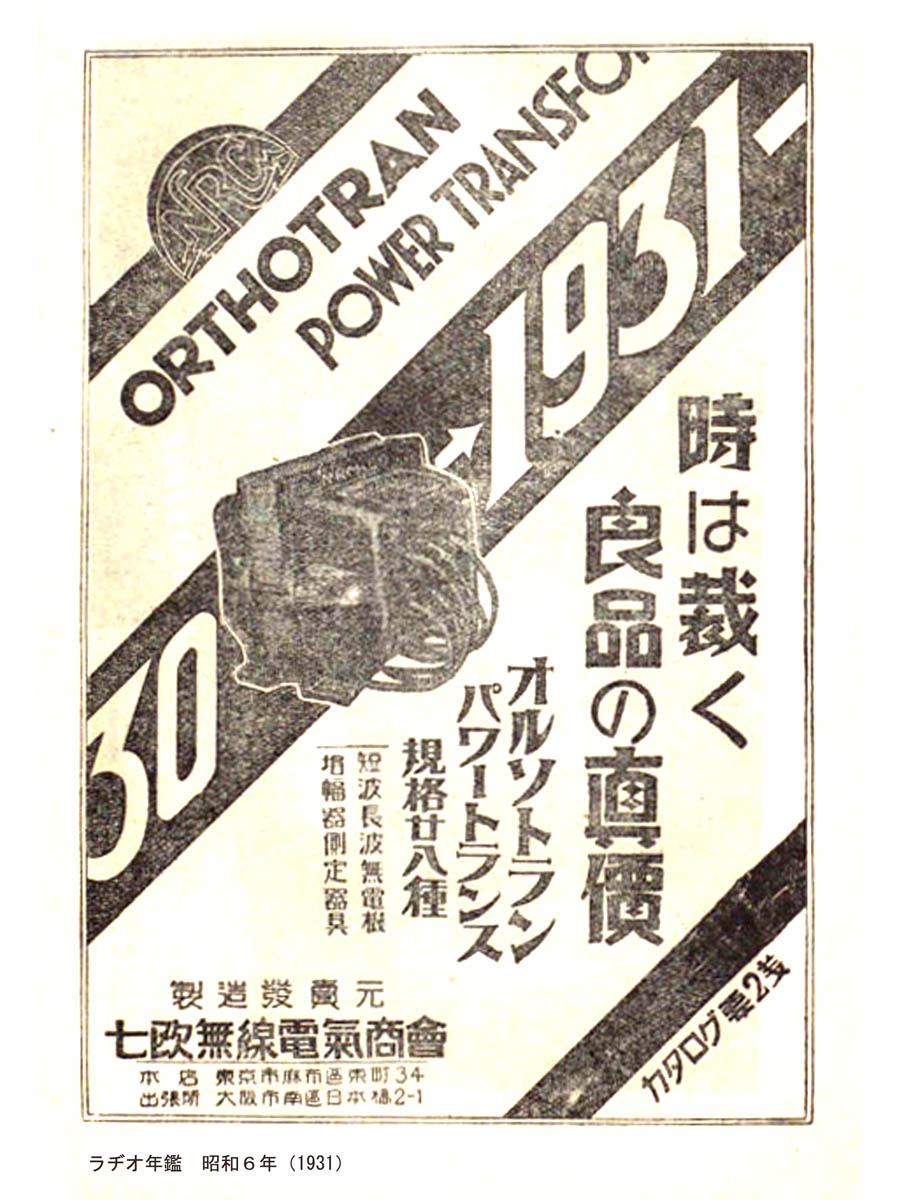 NRC
ORTHOTRAN
POWER TRANSFO
30
1931-
時は裁く
良品の真價
オルソトラン
パワートランス
規格廿八種
短波長波無電機
増幅器側定器具
製造發賣元
七欧無線電氣商會
本店 東京市麻布區東町34
出張所 大阪市南區日本橋2-1
カタログ要2銭
ラヂオ年鑑 昭和6年 (1931)